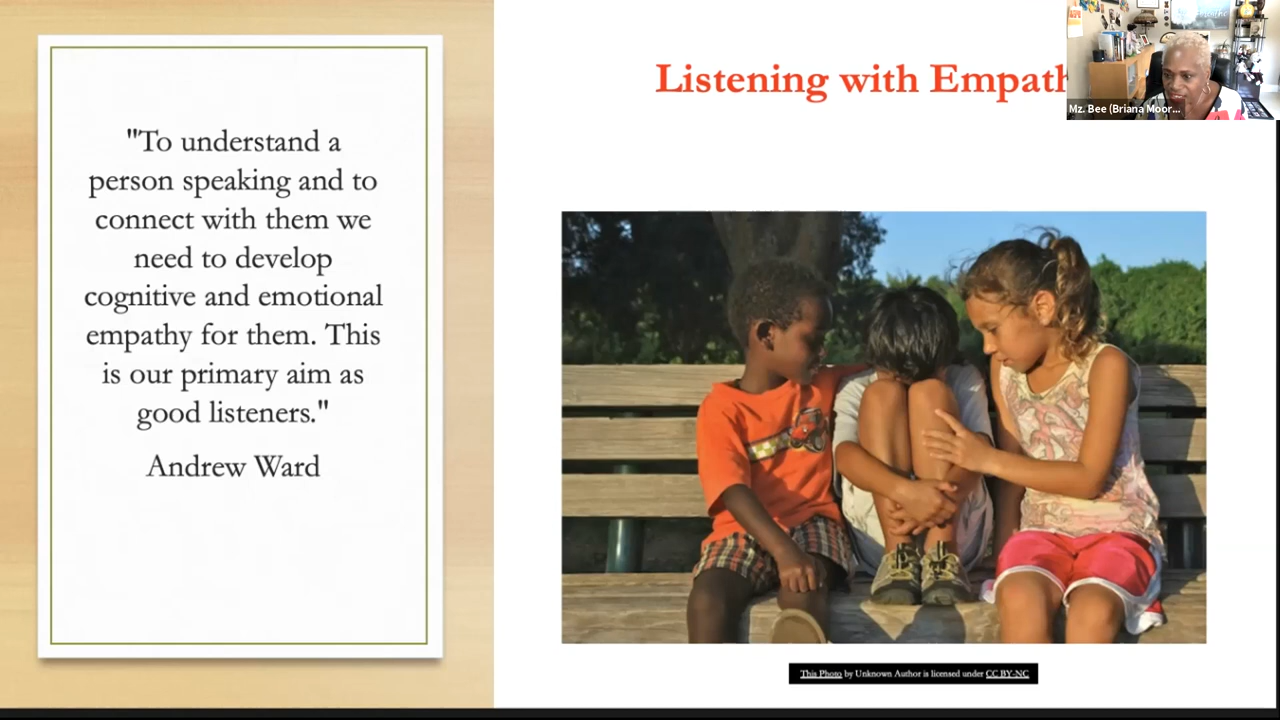 "To understand a
person speaking and to
connect with them we
need to develop
cognitive and emotional
empathy for them. This
is our primary aim as
good listeners."
Andrew Ward
Listening with Empath
Mz. Bee (Briana Moor...
This Photo by Unknown Author is licensed under CC BY-NC